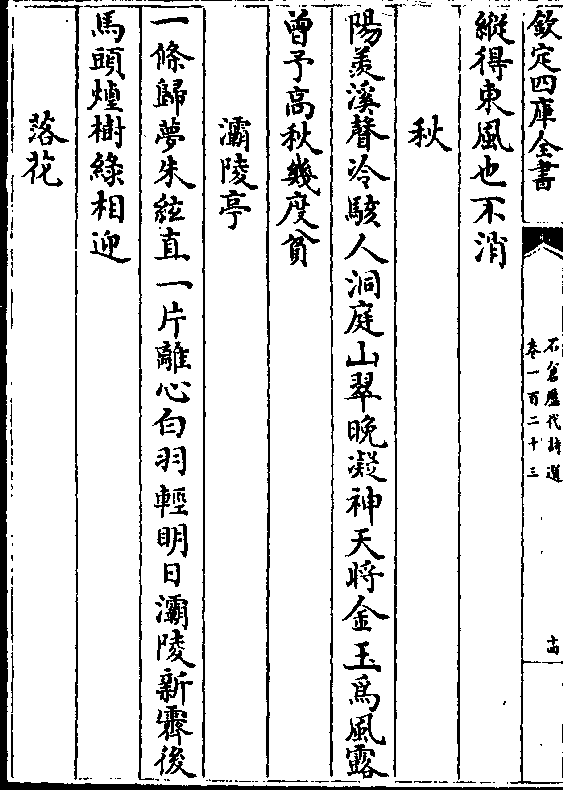 欽定四庫全書
石倉歷代詩選
卷一百二十三
十四
縱得東風也不消
秋
陽羨溪聲冷駭人洞庭山翠晚凝神天將金玉爲風露
曾予高秋幾度貧
灞陵亭
一條歸夢朱絃直一片離心白羽輕明日灞陵新霽後
馬頭煙樹綠相迎
落花